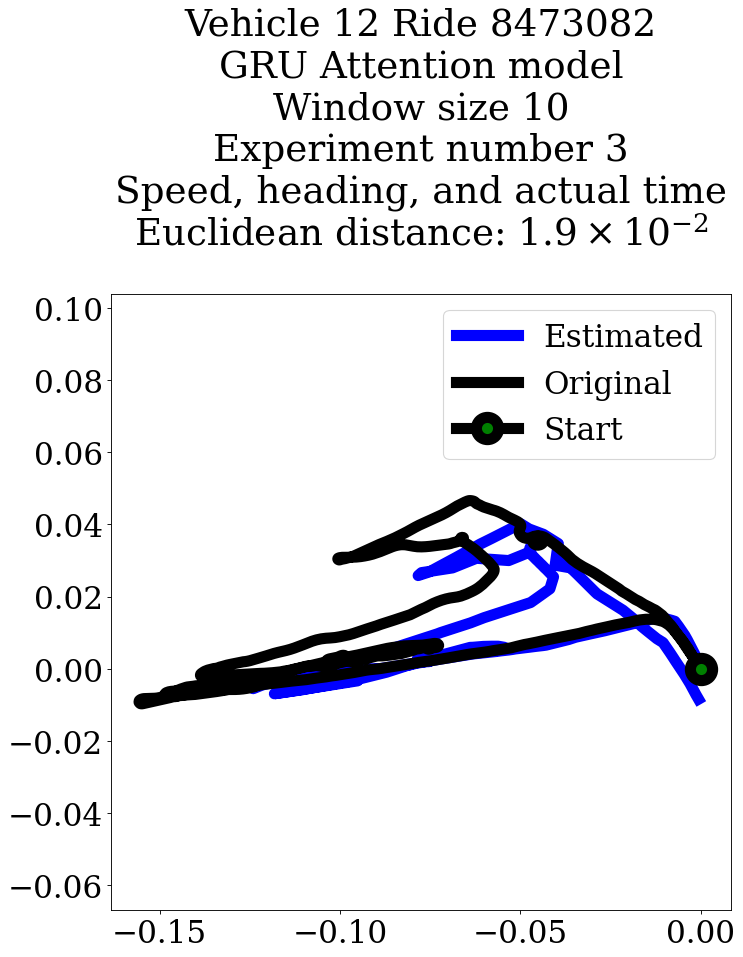 Vehicle 12 Ride 8473082
GRU Attention model
Window size 10
Experiment number 3
Speed, heading, and actual time
Euclidean distance: 1.9 × 10⁻²
Estimated
Original
Start
0.10
0.08
0.06
0.04
0.02
0.00
−0.02
−0.04
−0.06
−0.15 −0.10 −0.05 0.00